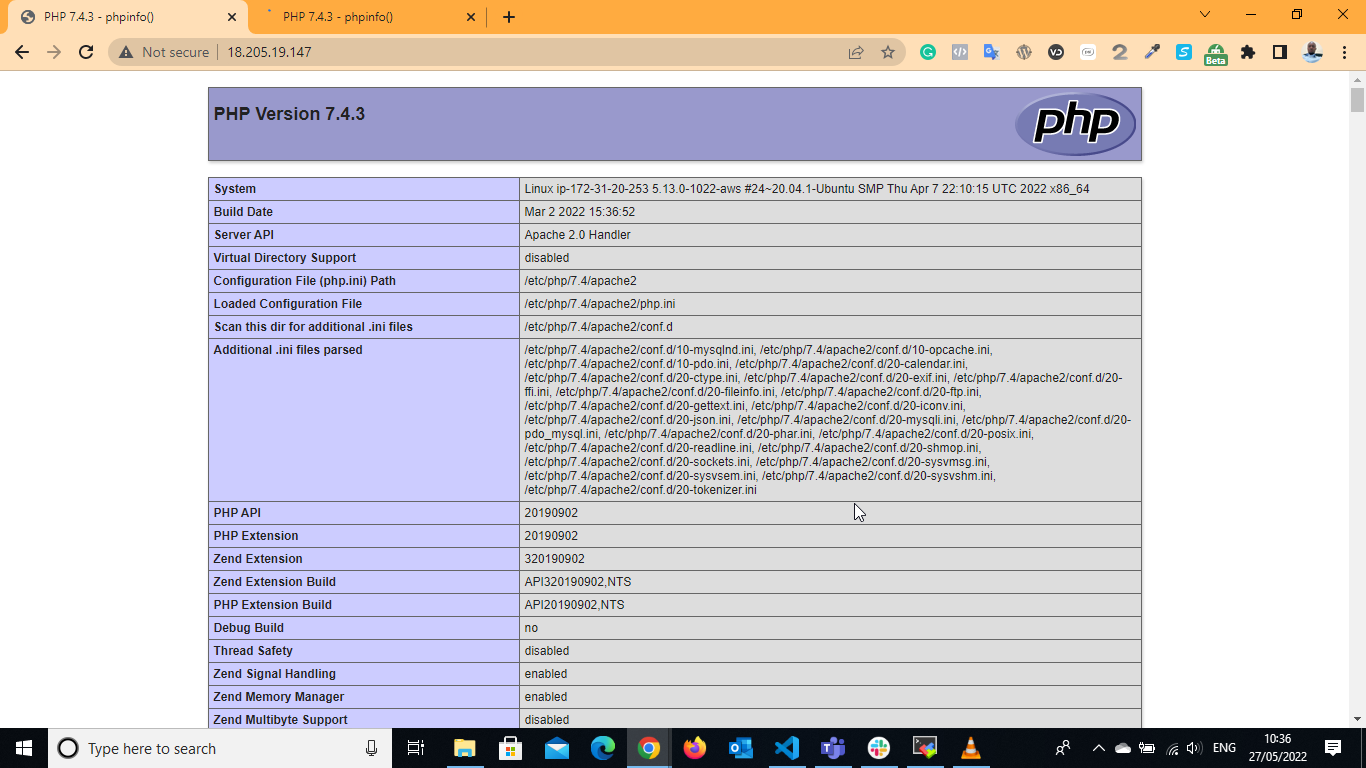 PHP 7.4.3 - phpinfo()
PHP 7.4.3 - phpinfo()
Not secure
18.205.19.147
Beta
PHP Version 7.4.3
php
System Linux ip-172-31-20-253 5.13.0-1022-aws #24~20.04.1-Ubuntu SMP Thu Apr 7 22:10:15 UTC 2022 x86_64
Build Date Mar 2 2022 15:36:52
Server API Apache 2.0 Handler
Virtual Directory Support disabled
Configuration File (php.ini) Path /etc/php/7.4/apache2
Loaded Configuration File /etc/php/7.4/apache2/php.ini
Scan this dir for additional .ini files /etc/php/7.4/apache2/conf.d
Additional .ini files parsed /etc/php/7.4/apache2/conf.d/10-mysqlnd.ini, /etc/php/7.4/apache2/conf.d/10-opcache.ini,
/etc/php/7.4/apache2/conf.d/10-pdo.ini, /etc/php/7.4/apache2/conf.d/20-calendar.ini,
/etc/php/7.4/apache2/conf.d/20-ctype.ini, /etc/php/7.4/apache2/conf.d/20-exif.ini, /etc/php/7.4/apache2/conf.d/20-
ffi.ini, /etc/php/7.4/apache2/conf.d/20-fileinfo.ini, /etc/php/7.4/apache2/conf.d/20-ftp.ini,
/etc/php/7.4/apache2/conf.d/20-gettext.ini, /etc/php/7.4/apache2/conf.d/20-iconv.ini,
/etc/php/7.4/apache2/conf.d/20-json.ini, /etc/php/7.4/apache2/conf.d/20-mysqli.ini, /etc/php/7.4/apache2/conf.d/20-
pdo_mysql.ini, /etc/php/7.4/apache2/conf.d/20-phar.ini, /etc/php/7.4/apache2/conf.d/20-posix.ini,
/etc/php/7.4/apache2/conf.d/20-readline.ini, /etc/php/7.4/apache2/conf.d/20-shmop.ini,
/etc/php/7.4/apache2/conf.d/20-sockets.ini, /etc/php/7.4/apache2/conf.d/20-sysvmsg.ini,
/etc/php/7.4/apache2/conf.d/20-sysvsem.ini, /etc/php/7.4/apache2/conf.d/20-sysvshm.ini,
/etc/php/7.4/apache2/conf.d/20-tokenizer.ini
PHP API 20190902
PHP Extension 20190902
Zend Extension 320190902
Zend Extension Build API320190902,NTS
PHP Extension Build API20190902,NTS
Debug Build no
Thread Safety disabled
Zend Signal Handling enabled
Zend Memory Manager enabled
Zend Multibyte Support disabled
Type here to search
ENG
10:36
27/05/2022